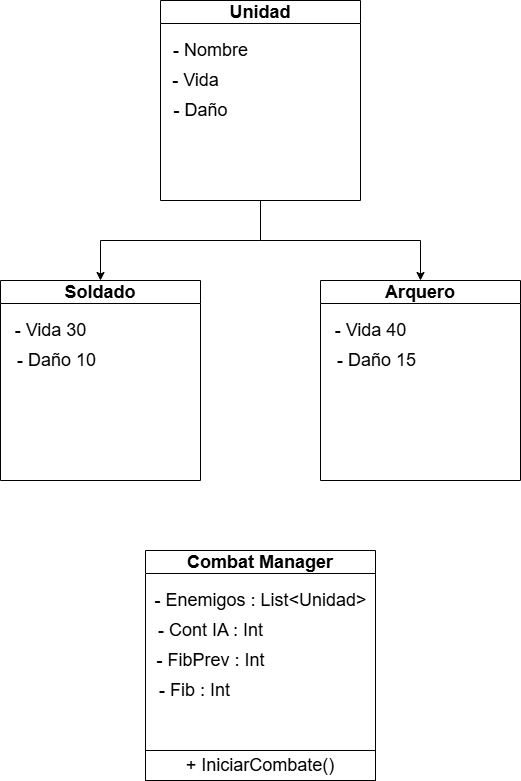 Unidad
- Nombre
- Vida
- Daño
Soldado
- Vida 30
- Daño 10
Arquero
- Vida 40
- Daño 15
Combat Manager
- Enemigos : List<Unidad>
- Cont IA : Int
- FibPrev : Int
- Fib : Int
+ IniciarCombate()